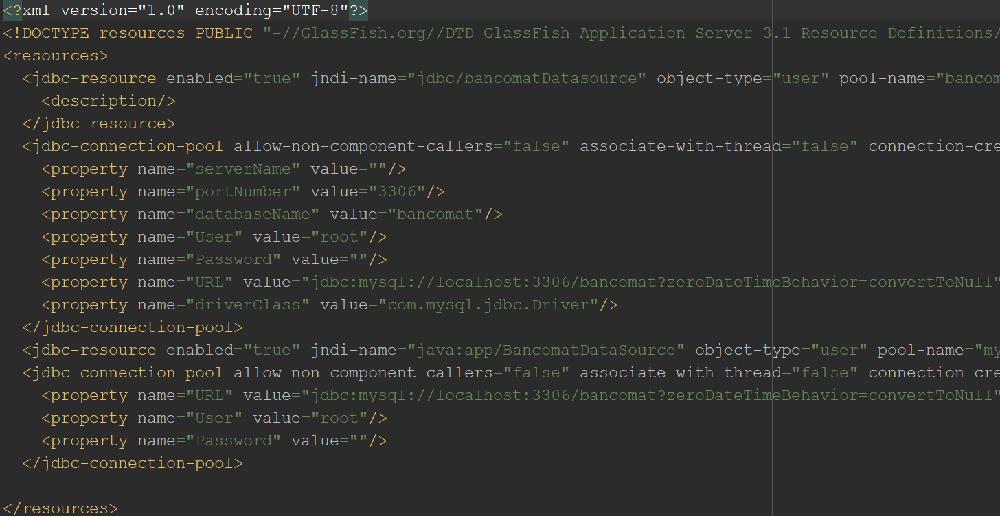 <?xml version="1.0" encoding="UTF-8"?>
<!DOCTYPE resources PUBLIC "-//GlassFish.org//DTD GlassFish Application Server 3.1 Resource Definitions/
<resources>
<jdbc-resource enabled="true" jndi-name="jdbc/bancomatDatasource" object-type="user" pool-name="bancom
<description/>
</jdbc-resource>
<jdbc-connection-pool allow-non-component-callers="false" associate-with-thread="false" connection-cre
<property name="serverName" value=""/>
<property name="portNumber" value="3306"/>
<property name="databaseName" value="bancomat"/>
<property name="User" value="root"/>
<property name="Password" value=""/>
<property name="URL" value="jdbc:mysql://localhost:3306/bancomat?zeroDateTimeBehavior=convertToNull"
<property name="driverClass" value="com.mysql.jdbc.Driver"/>
</jdbc-connection-pool>
<jdbc-resource enabled="true" jndi-name="java:app/BancomatDataSource" object-type="user" pool-name="my
<jdbc-connection-pool allow-non-component-callers="false" associate-with-thread="false" connection-cre
<property name="URL" value="jdbc:mysql://localhost:3306/bancomat?zeroDateTimeBehavior=convertToNull"
<property name="User" value="root"/>
<property name="Password" value=""/>
</jdbc-connection-pool>
</resources>